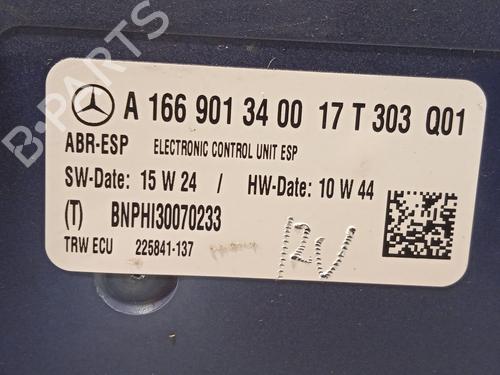 B-PARTS
A 166 901 34 00 17 T 303 Q01
ABR-ESP ELECTRONIC CONTROL UNIT ESP
SW-Date: 15 W 24 / HW-Date: 10 W 44
(T) BNPHI30070233
TRW ECU 225841-137